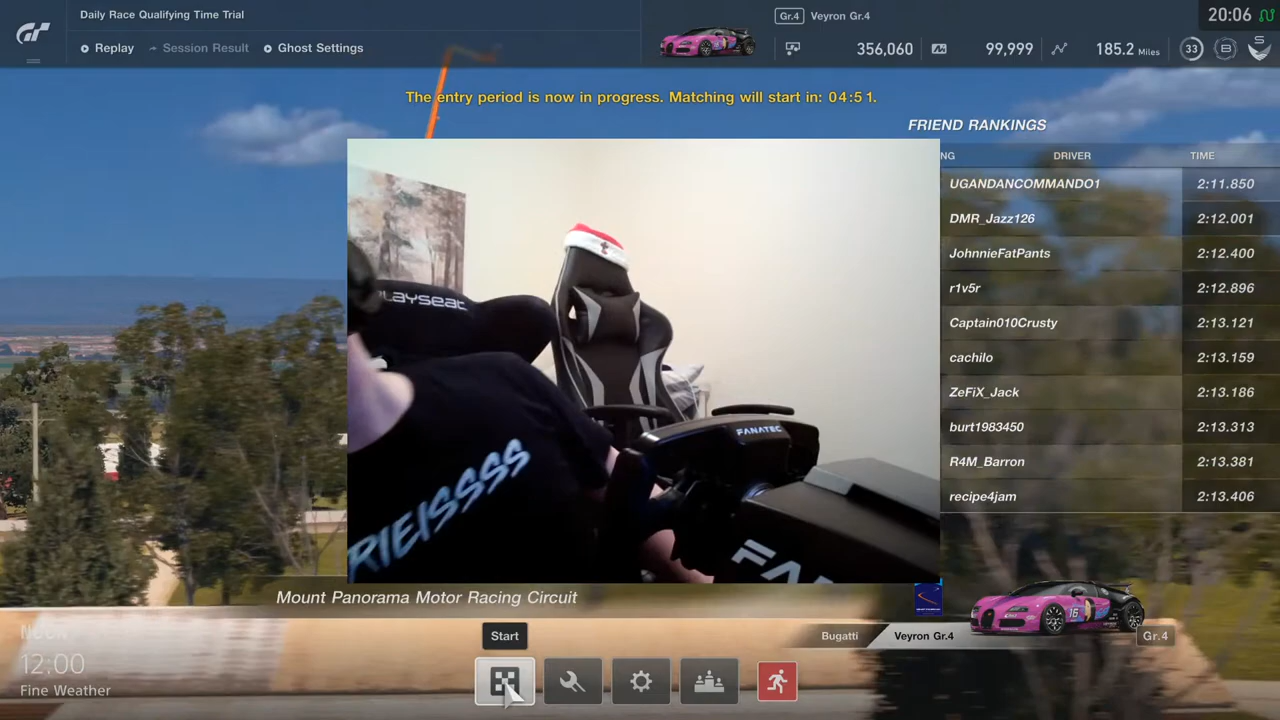 Daily Race Qualifying Time Trial
Replay
Session Result
Ghost Settings
Gr.4
Veyron Gr.4
356,060
99,999
185.2 Miles
33
B
S
20:06
The entry period is now in progress. Matching will start in: 04:51.
FRIEND RANKINGS
NG DRIVER TIME
UGANDANCOMMANDO1 2:11.850
DMR_Jazz126 2:12.001
JohnnieFatPants 2:12.400
r1v5r 2:12.896
Captain010Crusty 2:13.121
cachilo 2:13.159
ZeFiX_Jack 2:13.186
burt1983450 2:13.313
R4M_Barron 2:13.381
recipe4jam 2:13.406
PLAYSEAT
FANATEC
RIEISSSS
FA
Mount Panorama Motor Racing Circuit
Start
Bugatti
Veyron Gr.4
16
Gr.4
NOON
12:00
Fine Weather